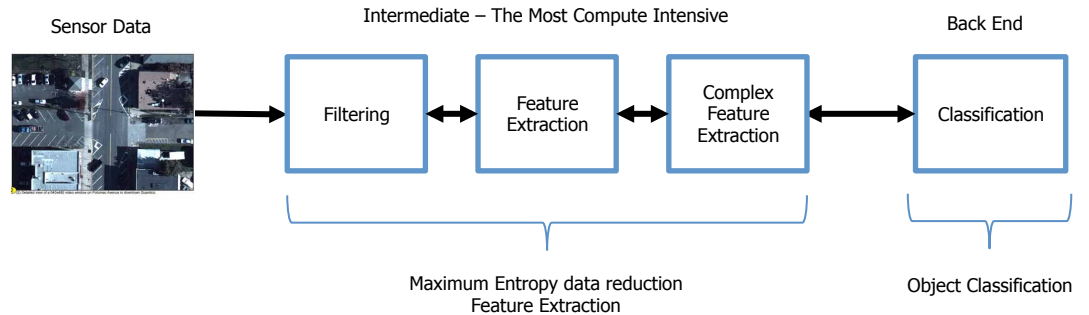 Intermediate – The Most Compute Intensive
Sensor Data
Back End
Filtering
Feature
Extraction
Complex
Feature
Extraction
Classification
Maximum Entropy data reduction
Feature Extraction
Object Classification